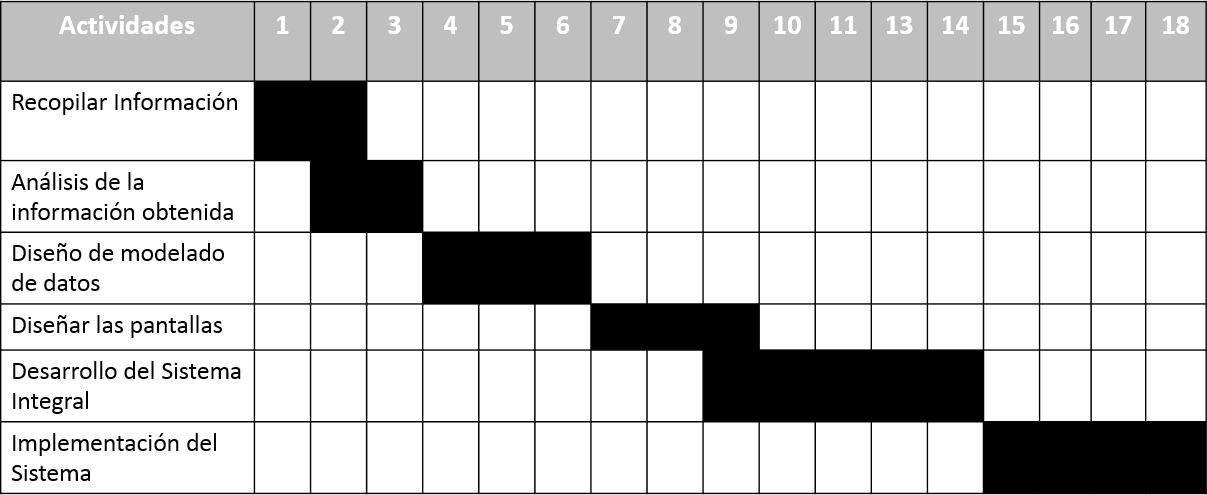 Actividades 1 2 3 4 5 6 7 8 9 10 11 13 14 15 16 17 18
Recopilar Información
Análisis de la
información obtenida
Diseño de modelado
de datos
Diseñar las pantallas
Desarrollo del Sistema
Integral
Implementación del
Sistema